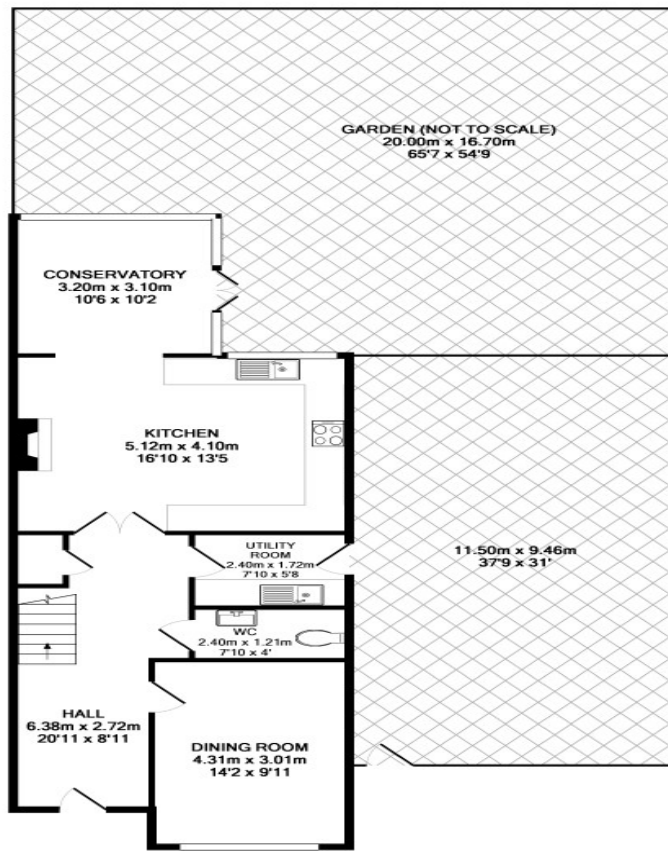 GARDEN (NOT TO SCALE)
20.00m x 16.70m
65'7 x 54'9
CONSERVATORY
3.20m x 3.10m
10'6 x 10'2
KITCHEN
5.12m x 4.10m
16'10 x 13'5
UTILITY
ROOM
2.40m x 1.72m
7'10 x 5'8
11.50m x 9.46m
37'9 x 31'
WC
2.40m x 1.21m
7'10 x 4'
HALL
6.38m x 2.72m
20'11 x 8'11
DINING ROOM
4.31m x 3.01m
14'2 x 9'11